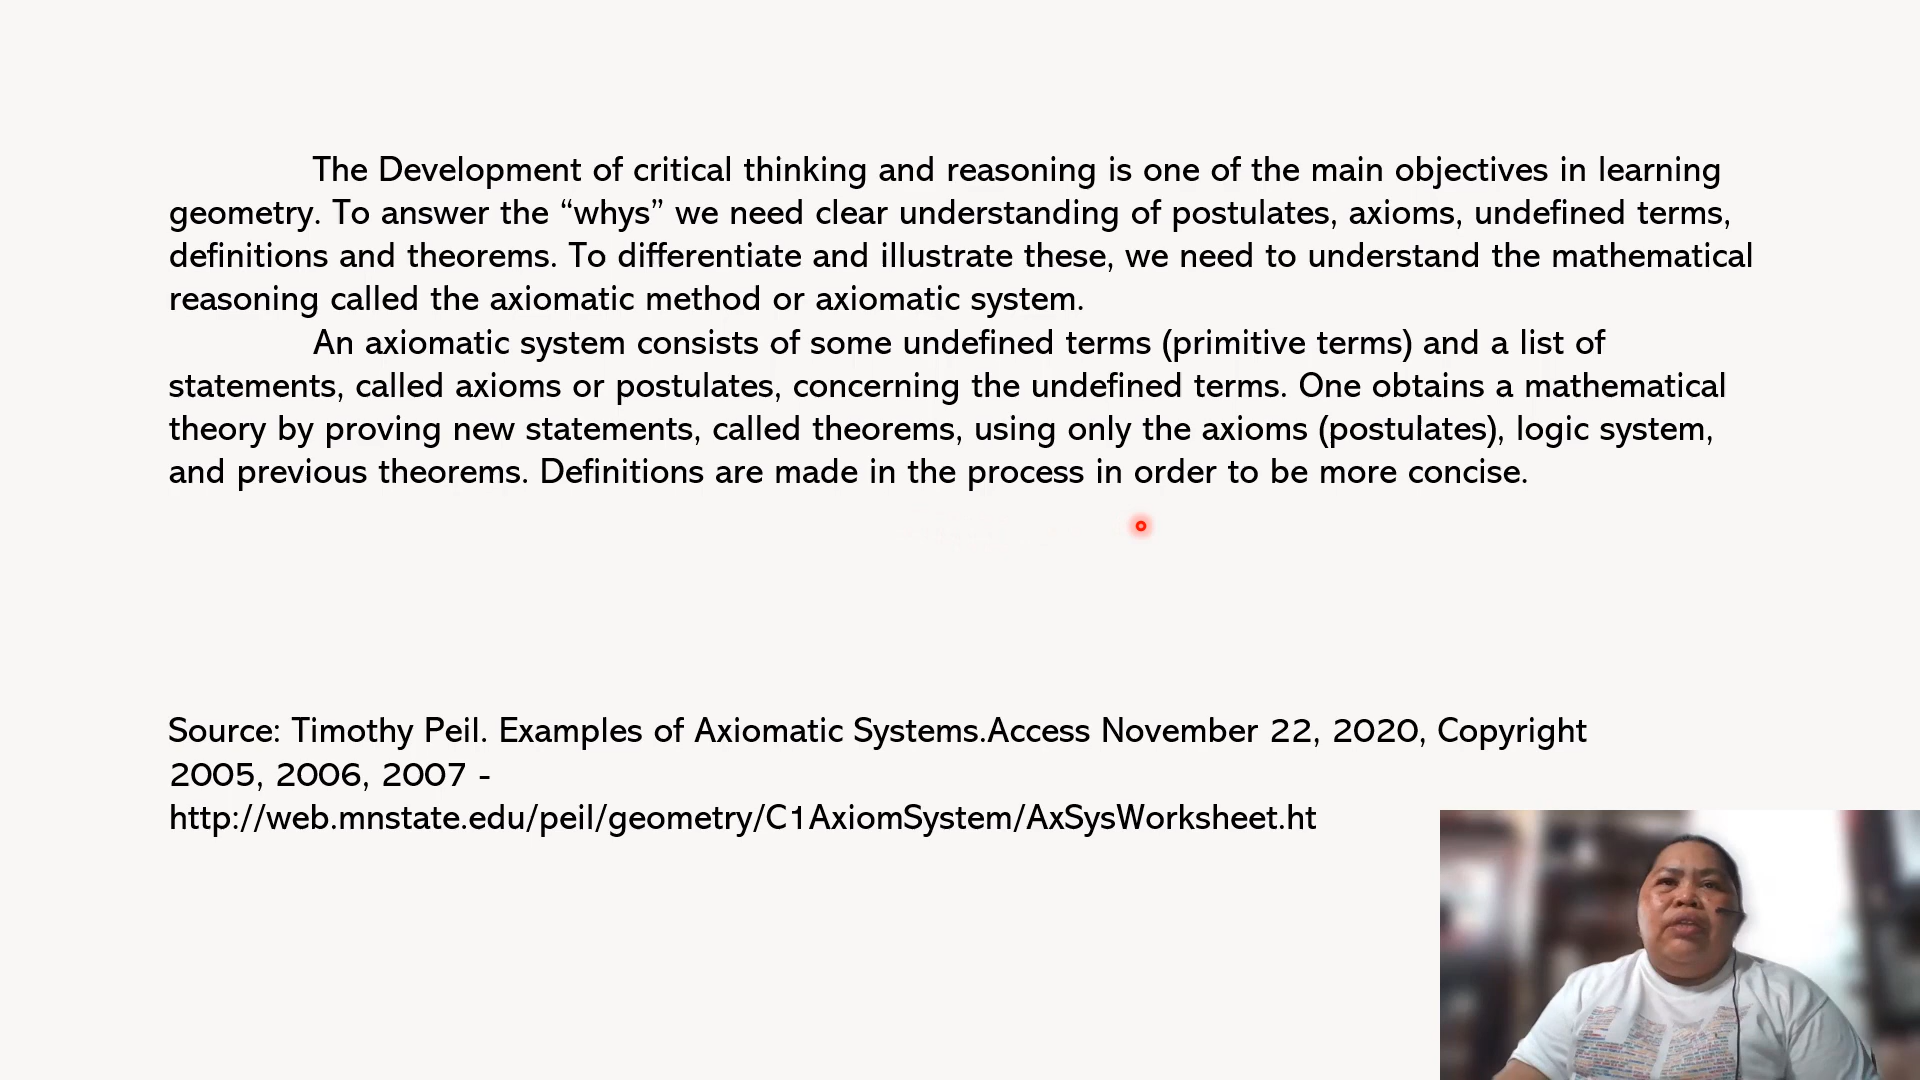 The Development of critical thinking and reasoning is one of the main objectives in learning
geometry. To answer the “whys” we need clear understanding of postulates, axioms, undefined terms,
definitions and theorems. To differentiate and illustrate these, we need to understand the mathematical
reasoning called the axiomatic method or axiomatic system.
An axiomatic system consists of some undefined terms (primitive terms) and a list of
statements, called axioms or postulates, concerning the undefined terms. One obtains a mathematical
theory by proving new statements, called theorems, using only the axioms (postulates), logic system,
and previous theorems. Definitions are made in the process in order to be more concise.
Source: Timothy Peil. Examples of Axiomatic Systems.Access November 22, 2020, Copyright
2005, 2006, 2007 -
http://web.mnstate.edu/peil/geometry/C1AxiomSystem/AxSysWorksheet.ht